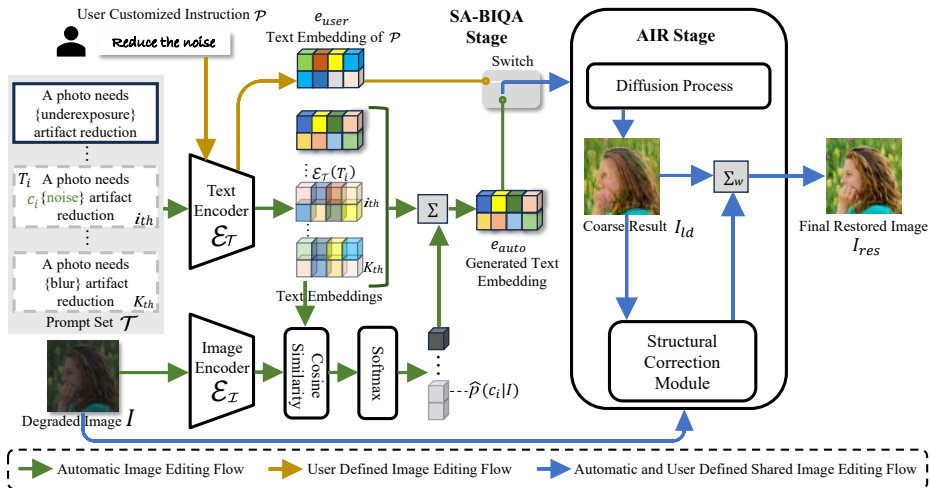 User Customized Instruction 𝒫
Reduce the noise
e_user
Text Embedding of 𝒫
SA-BIQA
Stage
Switch
AIR Stage
Diffusion Process
A photo needs
{underexposure}
artifact reduction
⋮
T_i A photo needs
c_i {noise} artifact
reduction i_th
⋮
A photo needs
{blur} artifact
reduction K_th
Prompt Set 𝒯
Text
Encoder
ℰ_𝒯
⋮ ℰ_𝒯(T_i)
i_th
⋮
K_th
Text Embeddings
Σ
e_auto
Generated Text
Embedding
Coarse Result I_ld
Σ_w
Final Restored Image
I_res
Structural
Correction
Module
Image
Encoder
ℰ_ℐ
Cosine
Similarity
Softmax
⋮
p̂(c_i|I)
Degraded Image I
Automatic Image Editing Flow
User Defined Image Editing Flow
Automatic and User Defined Shared Image Editing Flow